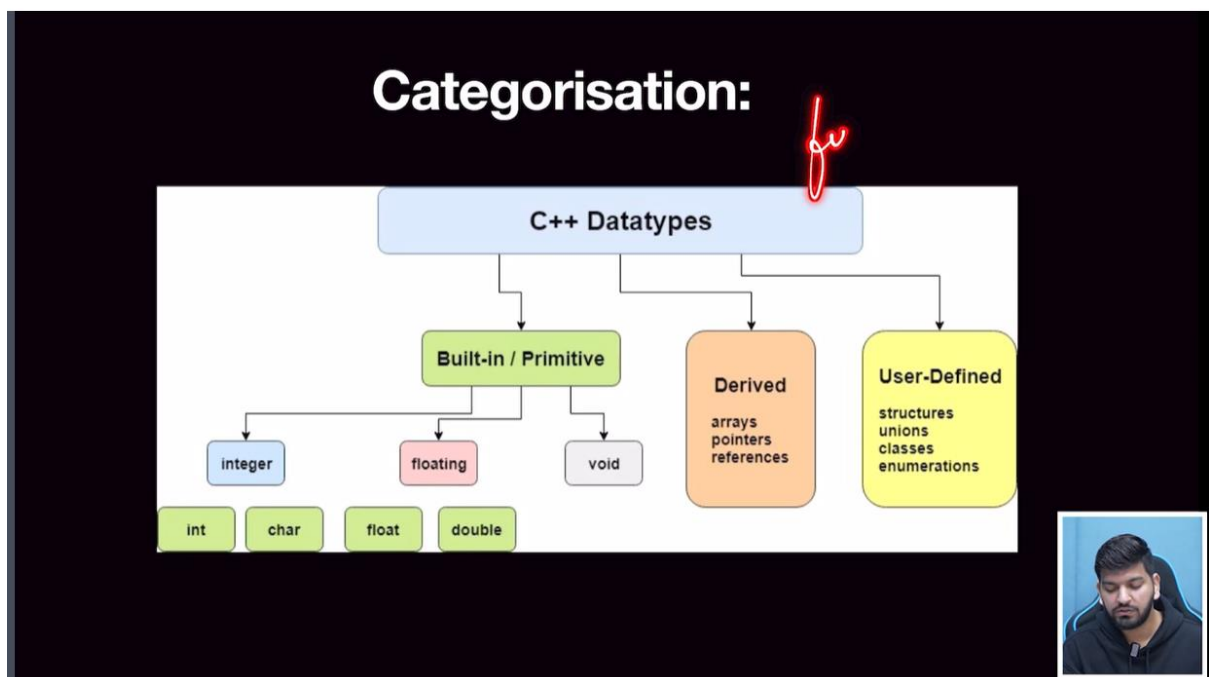 Categorisation:
fu
C++ Datatypes
Built-in / Primitive
integer
floating
void
int
char
float
double
Derived
arrays
pointers
references
User-Defined
structures
unions
classes
enumerations